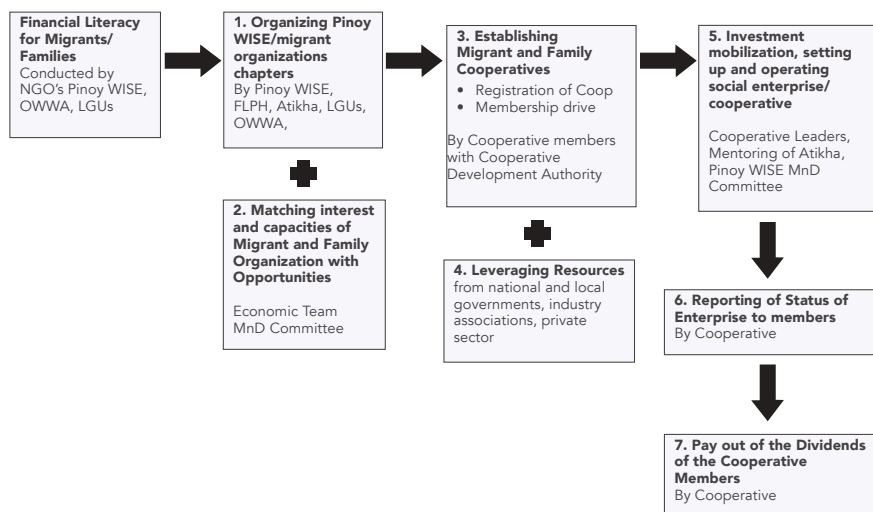 Financial Literacy
for Migrants/
Families
Conducted by
NGO's Pinoy WISE,
OWWA, LGUs
1. Organizing Pinoy
WISE/migrant
organizations
chapters
By Pinoy WISE,
FLPH, Atikha, LGUs,
OWWA,
2. Matching interest
and capacities of
Migrant and Family
Organization with
Opportunities
Economic Team
MnD Committee
3. Establishing
Migrant and Family
Cooperatives
• Registration of Coop
• Membership drive
By Cooperative members
with Cooperative
Development Authority
4. Leveraging Resources
from national and local
governments, industry
associations, private
sector
5. Investment
mobilization, setting
up and operating
social enterprise/
cooperative
Cooperative Leaders,
Mentoring of Atikha,
Pinoy WISE MnD
Committee
6. Reporting of Status of
Enterprise to members
By Cooperative
7. Pay out of the Dividends
of the Cooperative
Members
By Cooperative